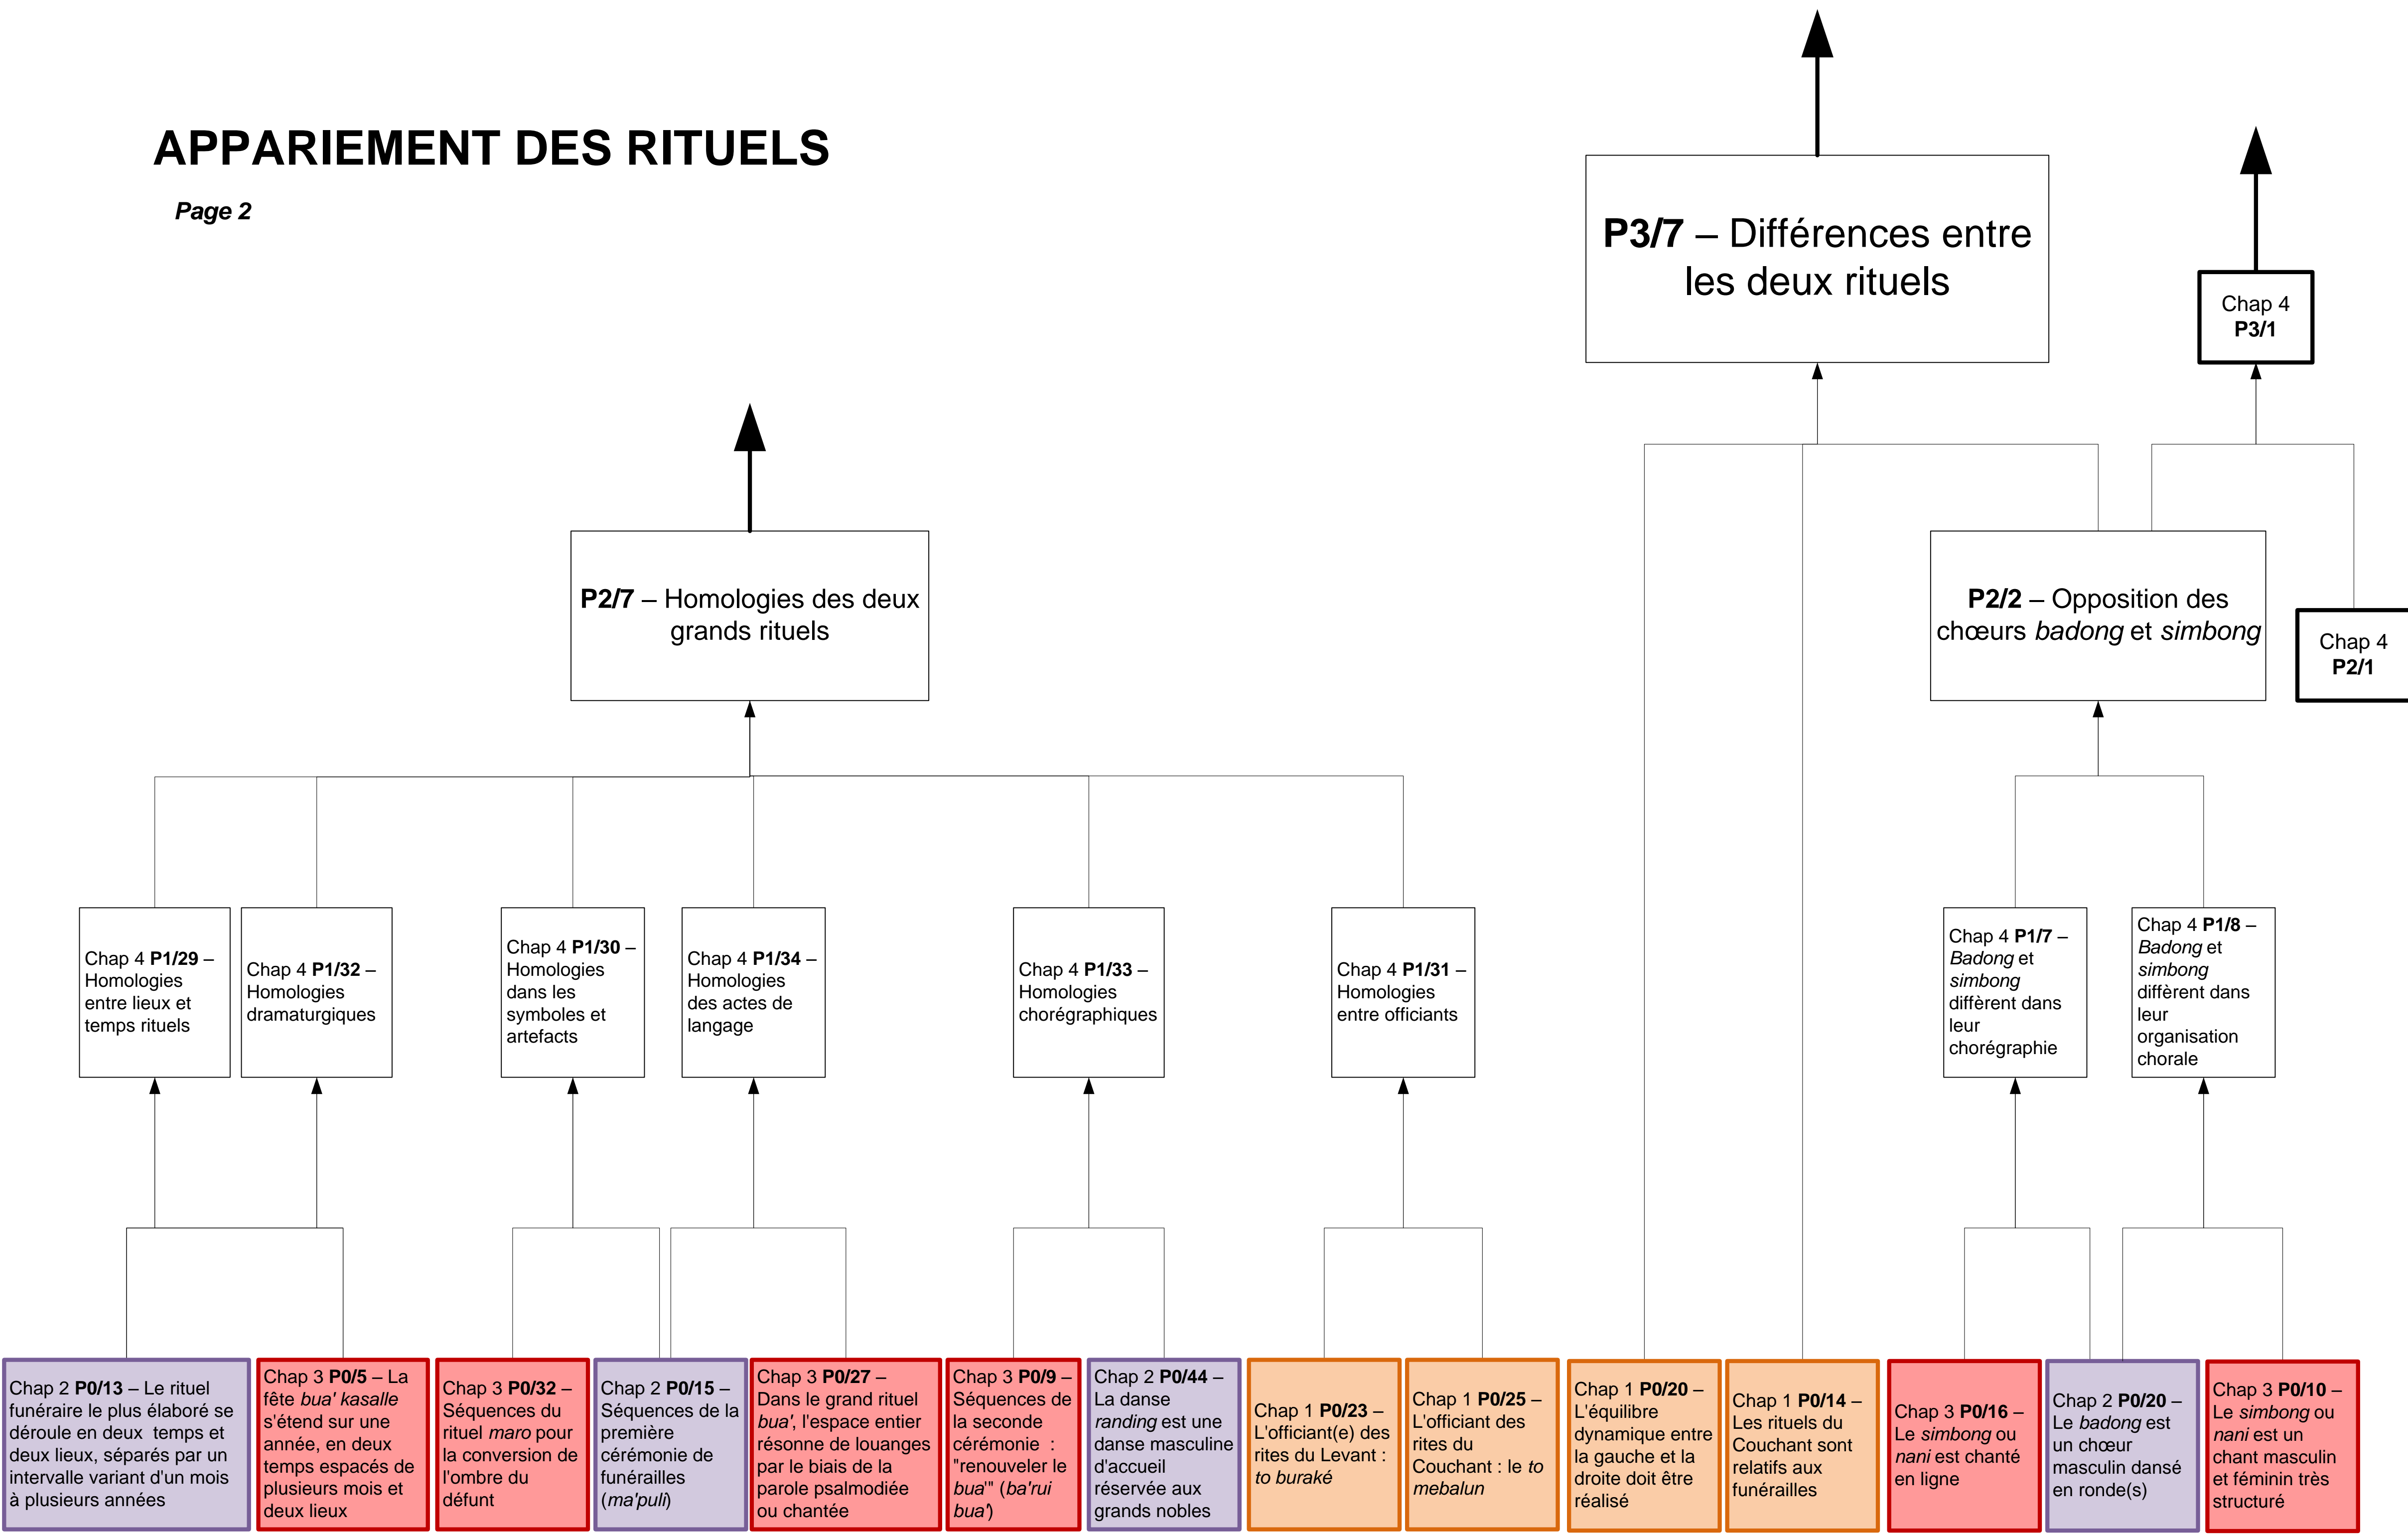 APPARIEMENT DES RITUELS
Page 2
P3/7 – Différences entre
les deux rituels
Chap 4
P3/1
P2/7 – Homologies des deux
grands rituels
P2/2 – Opposition des
chœurs badong et simbong
Chap 4
P2/1
Chap 4 P1/29 –
Homologies
entre lieux et
temps rituels
Chap 4 P1/32 –
Homologies
dramaturgiques
Chap 4 P1/30 –
Homologies
dans les
symboles et
artefacts
Chap 4 P1/34 –
Homologies
des actes de
langage
Chap 4 P1/33 –
Homologies
chorégraphiques
Chap 4 P1/31 –
Homologies
entre officiants
Chap 4 P1/7 –
Badong et
simbong
diffèrent dans
leur
chorégraphie
Chap 4 P1/8 –
Badong et
simbong
diffèrent dans
leur
organisation
chorale
Chap 2 P0/13 – Le rituel
funéraire le plus élaboré se
déroule en deux  temps et
deux lieux, séparés par un
intervalle variant d'un mois
à plusieurs années
Chap 3 P0/5 – La
fête bua' kasalle
s'étend sur une
année, en deux
temps espacés de
plusieurs mois et
deux lieux
Chap 3 P0/32 –
Séquences du
rituel maro pour
la conversion de
l'ombre du
défunt
Chap 2 P0/15 –
Séquences de la
première
cérémonie de
funérailles
(ma'puli)
Chap 3 P0/27 –
Dans le grand rituel
bua', l'espace entier
résonne de louanges
par le biais de la
parole psalmodiée
ou chantée
Chap 3 P0/9 –
Séquences de
la seconde
cérémonie  :
"renouveler le
bua'" (ba'rui
bua')
Chap 2 P0/44 –
La danse
randing est une
danse masculine
d'accueil
réservée aux
grands nobles
Chap 1 P0/23 –
L'officiant(e) des
rites du Levant :
to buraké
Chap 1 P0/25 –
L'officiant des
rites du
Couchant : le to
mebalun
Chap 1 P0/20 –
L'équilibre
dynamique entre
la gauche et la
droite doit être
réalisé
Chap 1 P0/14 –
Les rituels du
Couchant sont
relatifs aux
funérailles
Chap 3 P0/16 –
Le simbong ou
nani est chanté
en ligne
Chap 2 P0/20 –
Le badong est
un chœur
masculin dansé
en ronde(s)
Chap 3 P0/10 –
Le simbong ou
nani est un
chant masculin
et féminin très
structuré